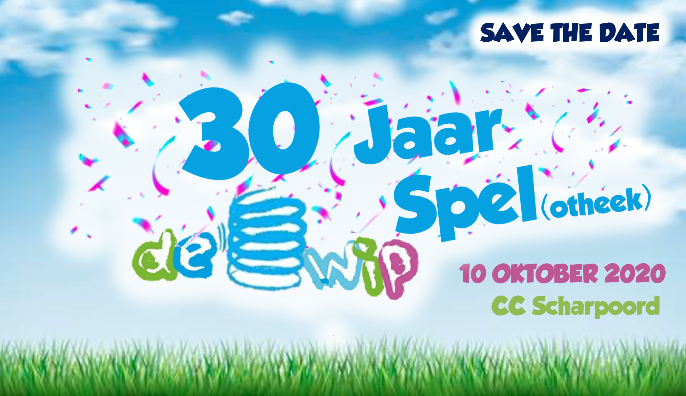 SAVE THE DATE
30 Jaar
Spel(otheek)
de wip
10 OKTOBER 2020
CC Scharpoord